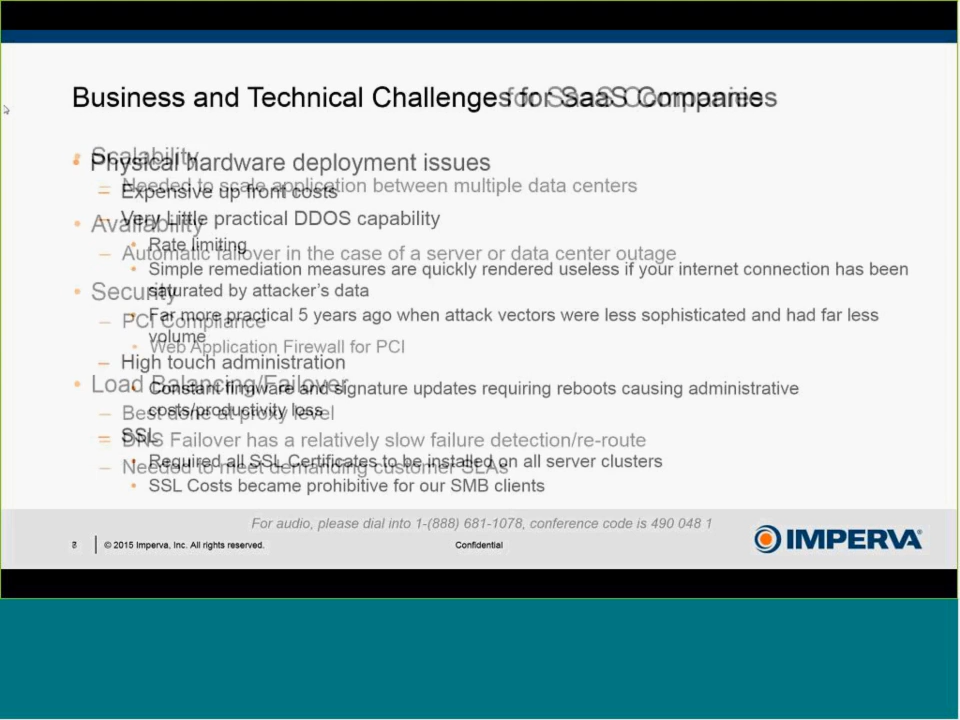 Business and Technical Challenges for SaaS Companies
• Scalability
• Physical hardware deployment issues
– Needed to scale application between multiple data centers
– Expensive up front costs
– Very Little practical DDOS capability
• Availability
• Rate limiting
– Automatic failover in the case of a server or data center outage
• Simple remediation measures are quickly rendered useless if your internet connection has been
saturated by attacker's data
• Security
• Far more practical 5 years ago when attack vectors were less sophisticated and had far less
– PCI Compliance
volume
• Web Application Firewall for PCI
– High touch administration
• Load Balancing/Failover
• Constant firmware and signature updates requiring reboots causing administrative
costs/productivity loss
– Best done at proxy level
– SSL
– DNS Failover has a relatively slow failure detection/re-route
• Required all SSL Certificates to be installed on all server clusters
– Needed to meet demanding customer SLAs
• SSL Costs became prohibitive for our SMB clients
For audio, please dial into 1-(888) 681-1078, conference code is 490 048 1
© 2015 Imperva, Inc. All rights reserved.
Confidential
IMPERVA®